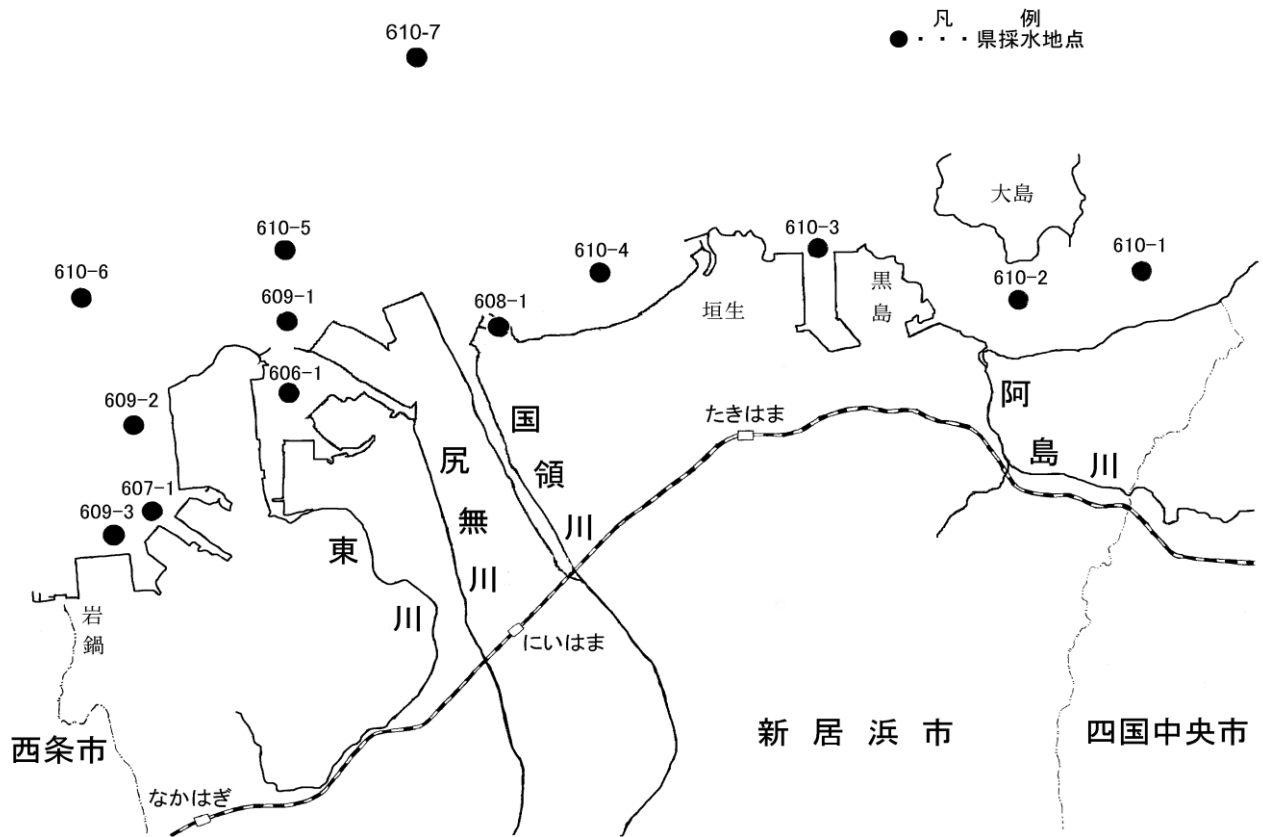 凡 例
●・・・県採水地点
610-7
610-5
610-6
609-1
606-1
609-2
607-1
609-3
608-1
610-4
610-3
610-2
610-1
大島
黒島
垣生
岩鍋
東川
尻無川
国領川
阿島川
たきはま
にいはま
なかはぎ
西条市
新居浜市
四国中央市